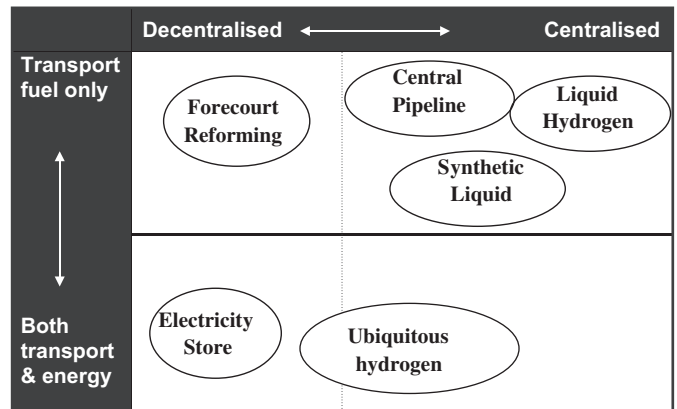 Decentralised
Centralised
Transport
fuel only
Forecourt
Reforming
Central
Pipeline
Liquid
Hydrogen
Synthetic
Liquid
Both
transport
& energy
Electricity
Store
Ubiquitous
hydrogen